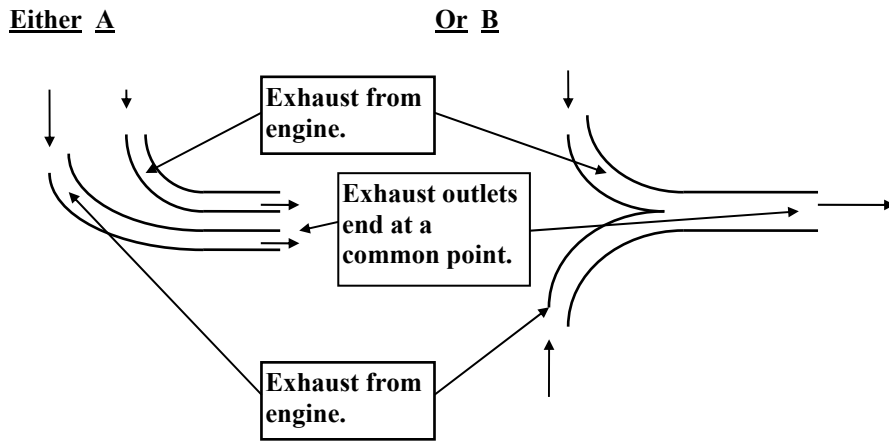 Either A
Or B
Exhaust from
engine.
Exhaust outlets
end at a
common point.
Exhaust from
engine.